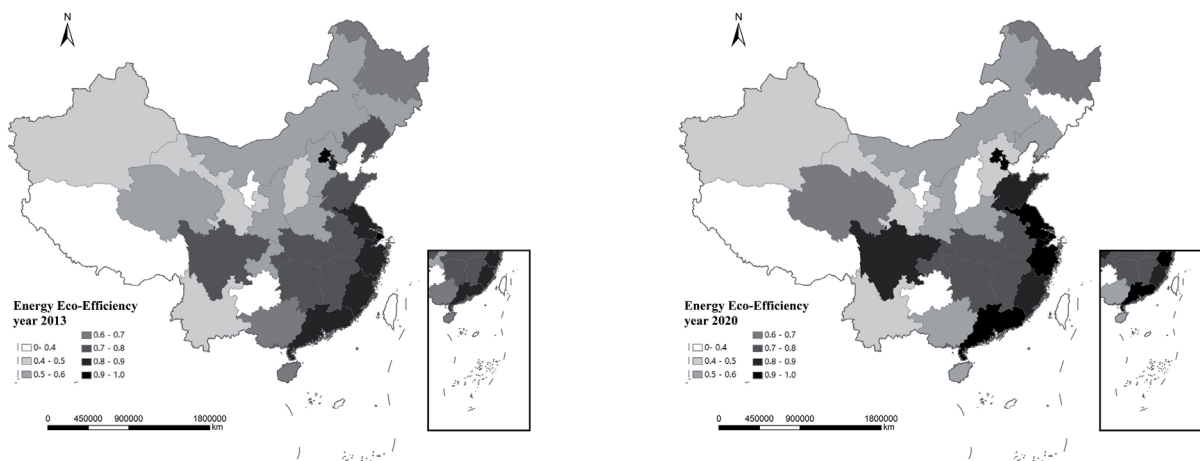 N
Energy Eco-Efficiency
year 2013
0- 0.4
0.4 - 0.5
0.5 - 0.6
0.6 - 0.7
0.7 - 0.8
0.8 - 0.9
0.9 - 1.0
0 450000 900000 1800000
km
N
Energy Eco-Efficiency
year 2020
0- 0.4
0.4 - 0.5
0.5 - 0.6
0.6 - 0.7
0.7 - 0.8
0.8 - 0.9
0.9 - 1.0
0 450000 900000 1800000
km